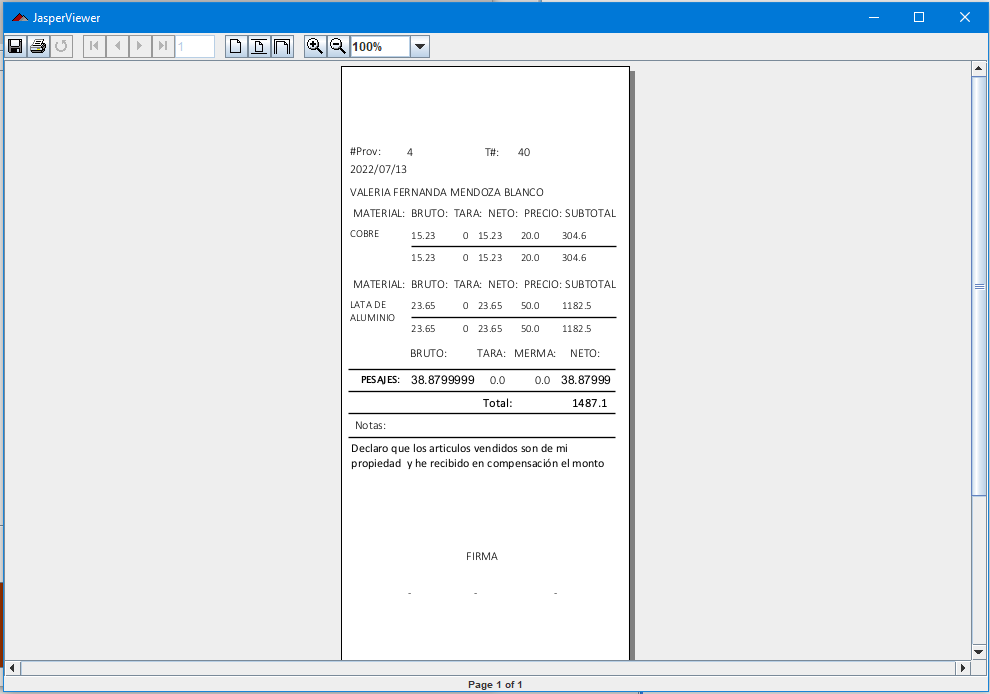 JasperViewer
1
100%
#Prov: 4 T#: 40
2022/07/13
VALERIA FERNANDA MENDOZA BLANCO
MATERIAL: BRUTO: TARA: NETO: PRECIO: SUBTOTAL
COBRE 15.23 0 15.23 20.0 304.6
15.23 0 15.23 20.0 304.6
MATERIAL: BRUTO: TARA: NETO: PRECIO: SUBTOTAL
LATA DE 23.65 0 23.65 50.0 1182.5
ALUMINIO
23.65 0 23.65 50.0 1182.5
BRUTO: TARA: MERMA: NETO:
PESAJES: 38.8799999 0.0 0.0 38.87999
Total: 1487.1
Notas:
Declaro que los articulos vendidos son de mi
propiedad y he recibido en compensación el monto
FIRMA
- - -
Page 1 of 1